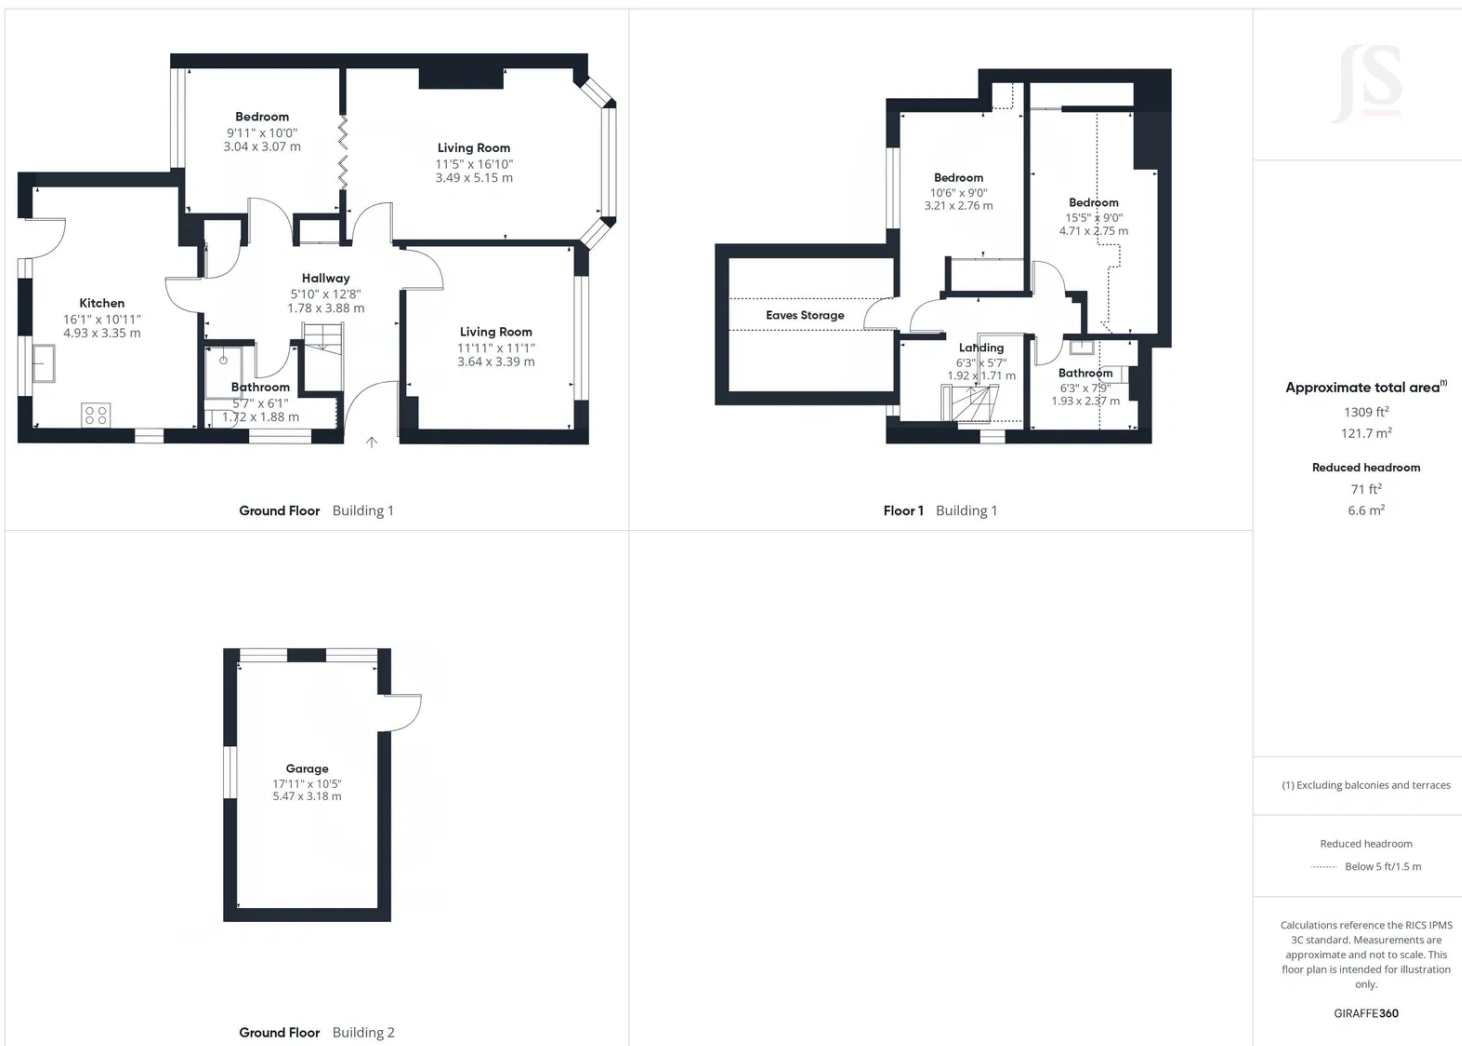 Bedroom
9'11" x 10'0"
3.04 x 3.07 m
Living Room
11'5" x 16'10"
3.49 x 5.15 m
Kitchen
16'1" x 10'11"
4.93 x 3.35 m
Hallway
5'10" x 12'8"
1.78 x 3.88 m
Living Room
11'11" x 11'1"
3.64 x 3.39 m
Bathroom
5'7" x 6'1"
1.72 x 1.88 m
Ground Floor Building 1
Bedroom
10'6" x 9'0"
3.21 x 2.76 m
Bedroom
15'5" x 9'0"
4.71 x 2.75 m
Eaves Storage
Landing
6'3" x 5'7"
1.92 x 1.71 m
Bathroom
6'3" x 7'9"
1.93 x 2.37 m
Floor 1 Building 1
Garage
17'11" x 10'5"
5.47 x 3.18 m
Ground Floor Building 2
JS
Approximate total area(1)
1309 ft²
121.7 m²
Reduced headroom
71 ft²
6.6 m²
(1) Excluding balconies and terraces
Reduced headroom
Below 5 ft/1.5 m
Calculations reference the RICS IPMS
3C standard. Measurements are
approximate and not to scale. This
floor plan is intended for illustration
only.
GIRAFFE360